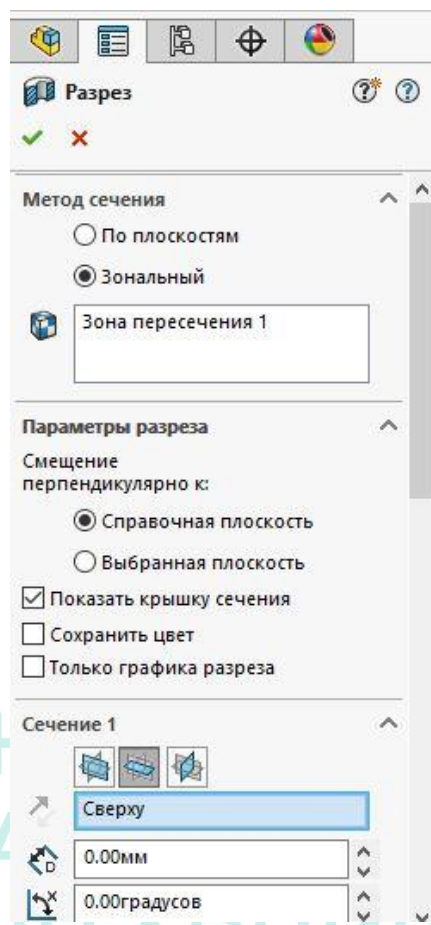 Разрез
Метод сечения
По плоскостям
Зональный
Зона пересечения 1
Параметры разреза
Смещение
перпендикулярно к:
Справочная плоскость
Выбранная плоскость
Показать крышку сечения
Сохранить цвет
Только графика разреза
Сечение 1
Сверху
D
0.00мм
x
0.00градусов